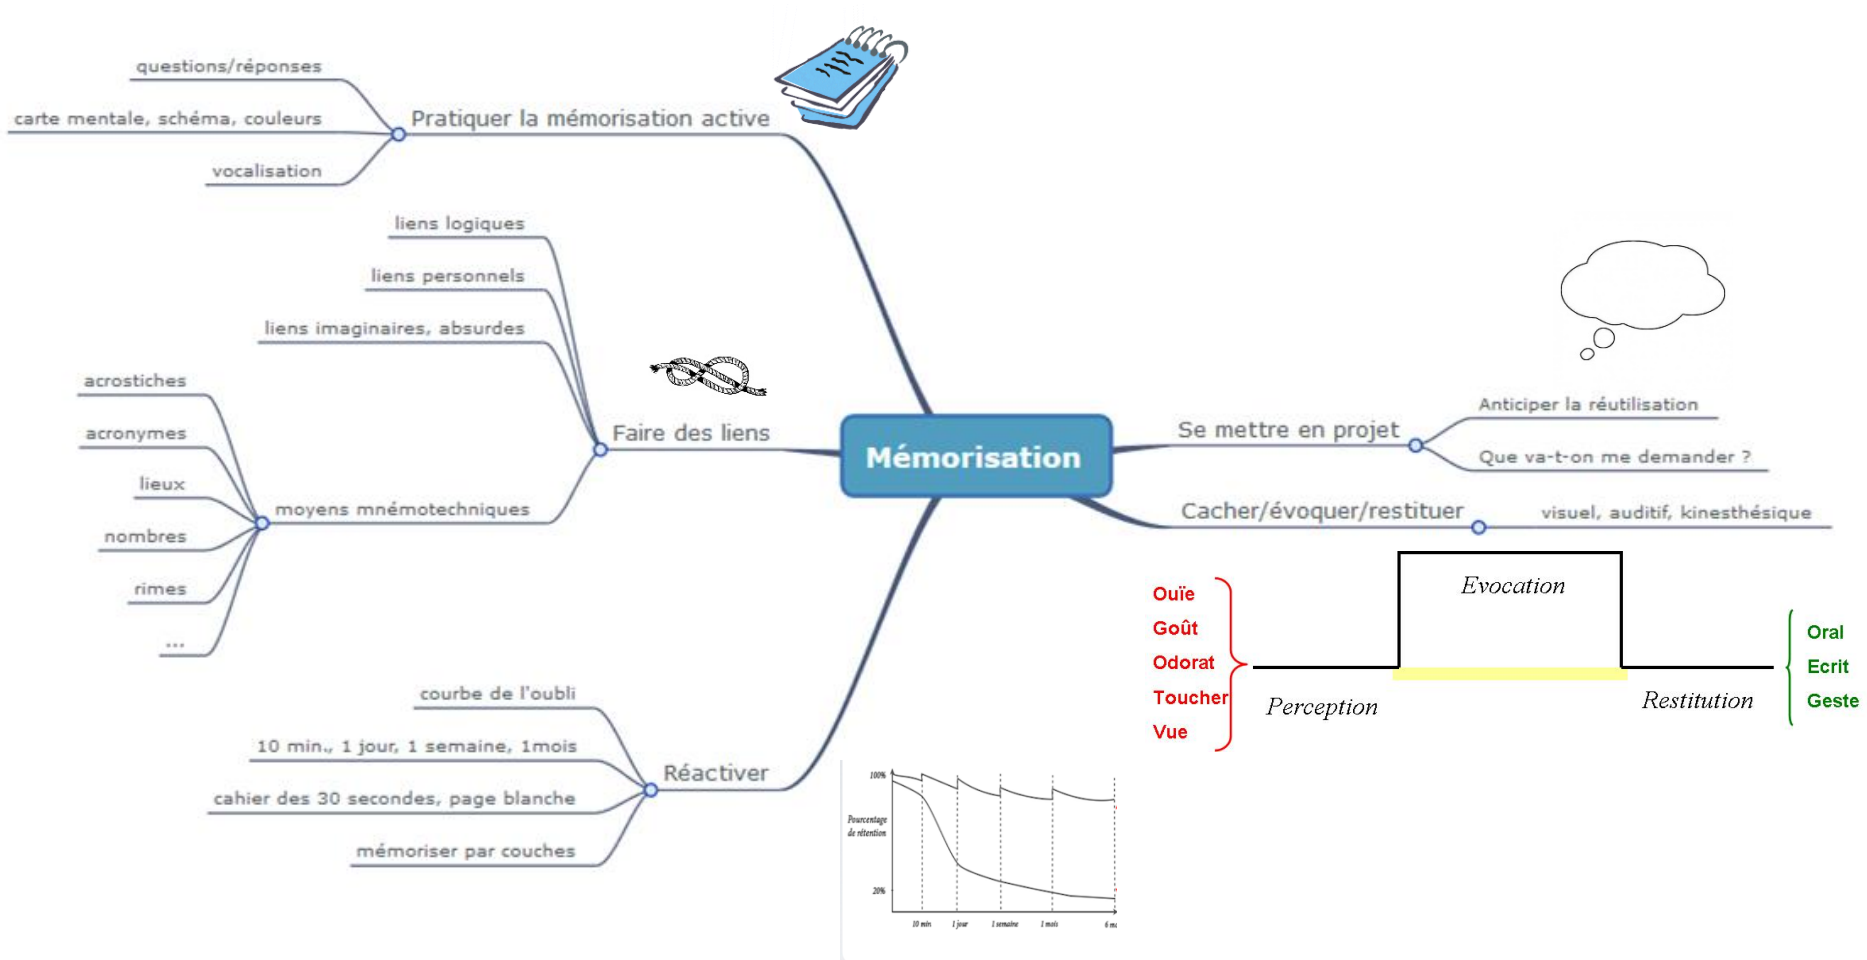 questions/réponses
carte mentale, schéma, couleurs
vocalisation
Pratiquer la mémorisation active
liens logiques
liens personnels
liens imaginaires, absurdes
acrostiches
acronymes
lieux
nombres
rimes
...
moyens mnémotechniques
Faire des liens
courbe de l'oubli
10 min., 1 jour, 1 semaine, 1mois
cahier des 30 secondes, page blanche
mémoriser par couches
Réactiver
Mémorisation
Se mettre en projet
Anticiper la réutilisation
Que va-t-on me demander ?
Cacher/évoquer/restituer
visuel, auditif, kinesthésique
Ouïe
Goût
Odorat
Toucher
Vue
Perception
Evocation
Restitution
Oral
Ecrit
Geste
100%
Pourcentage
de rétention
20%
10 min
1 jour
1 semaine
1 mois
6 m